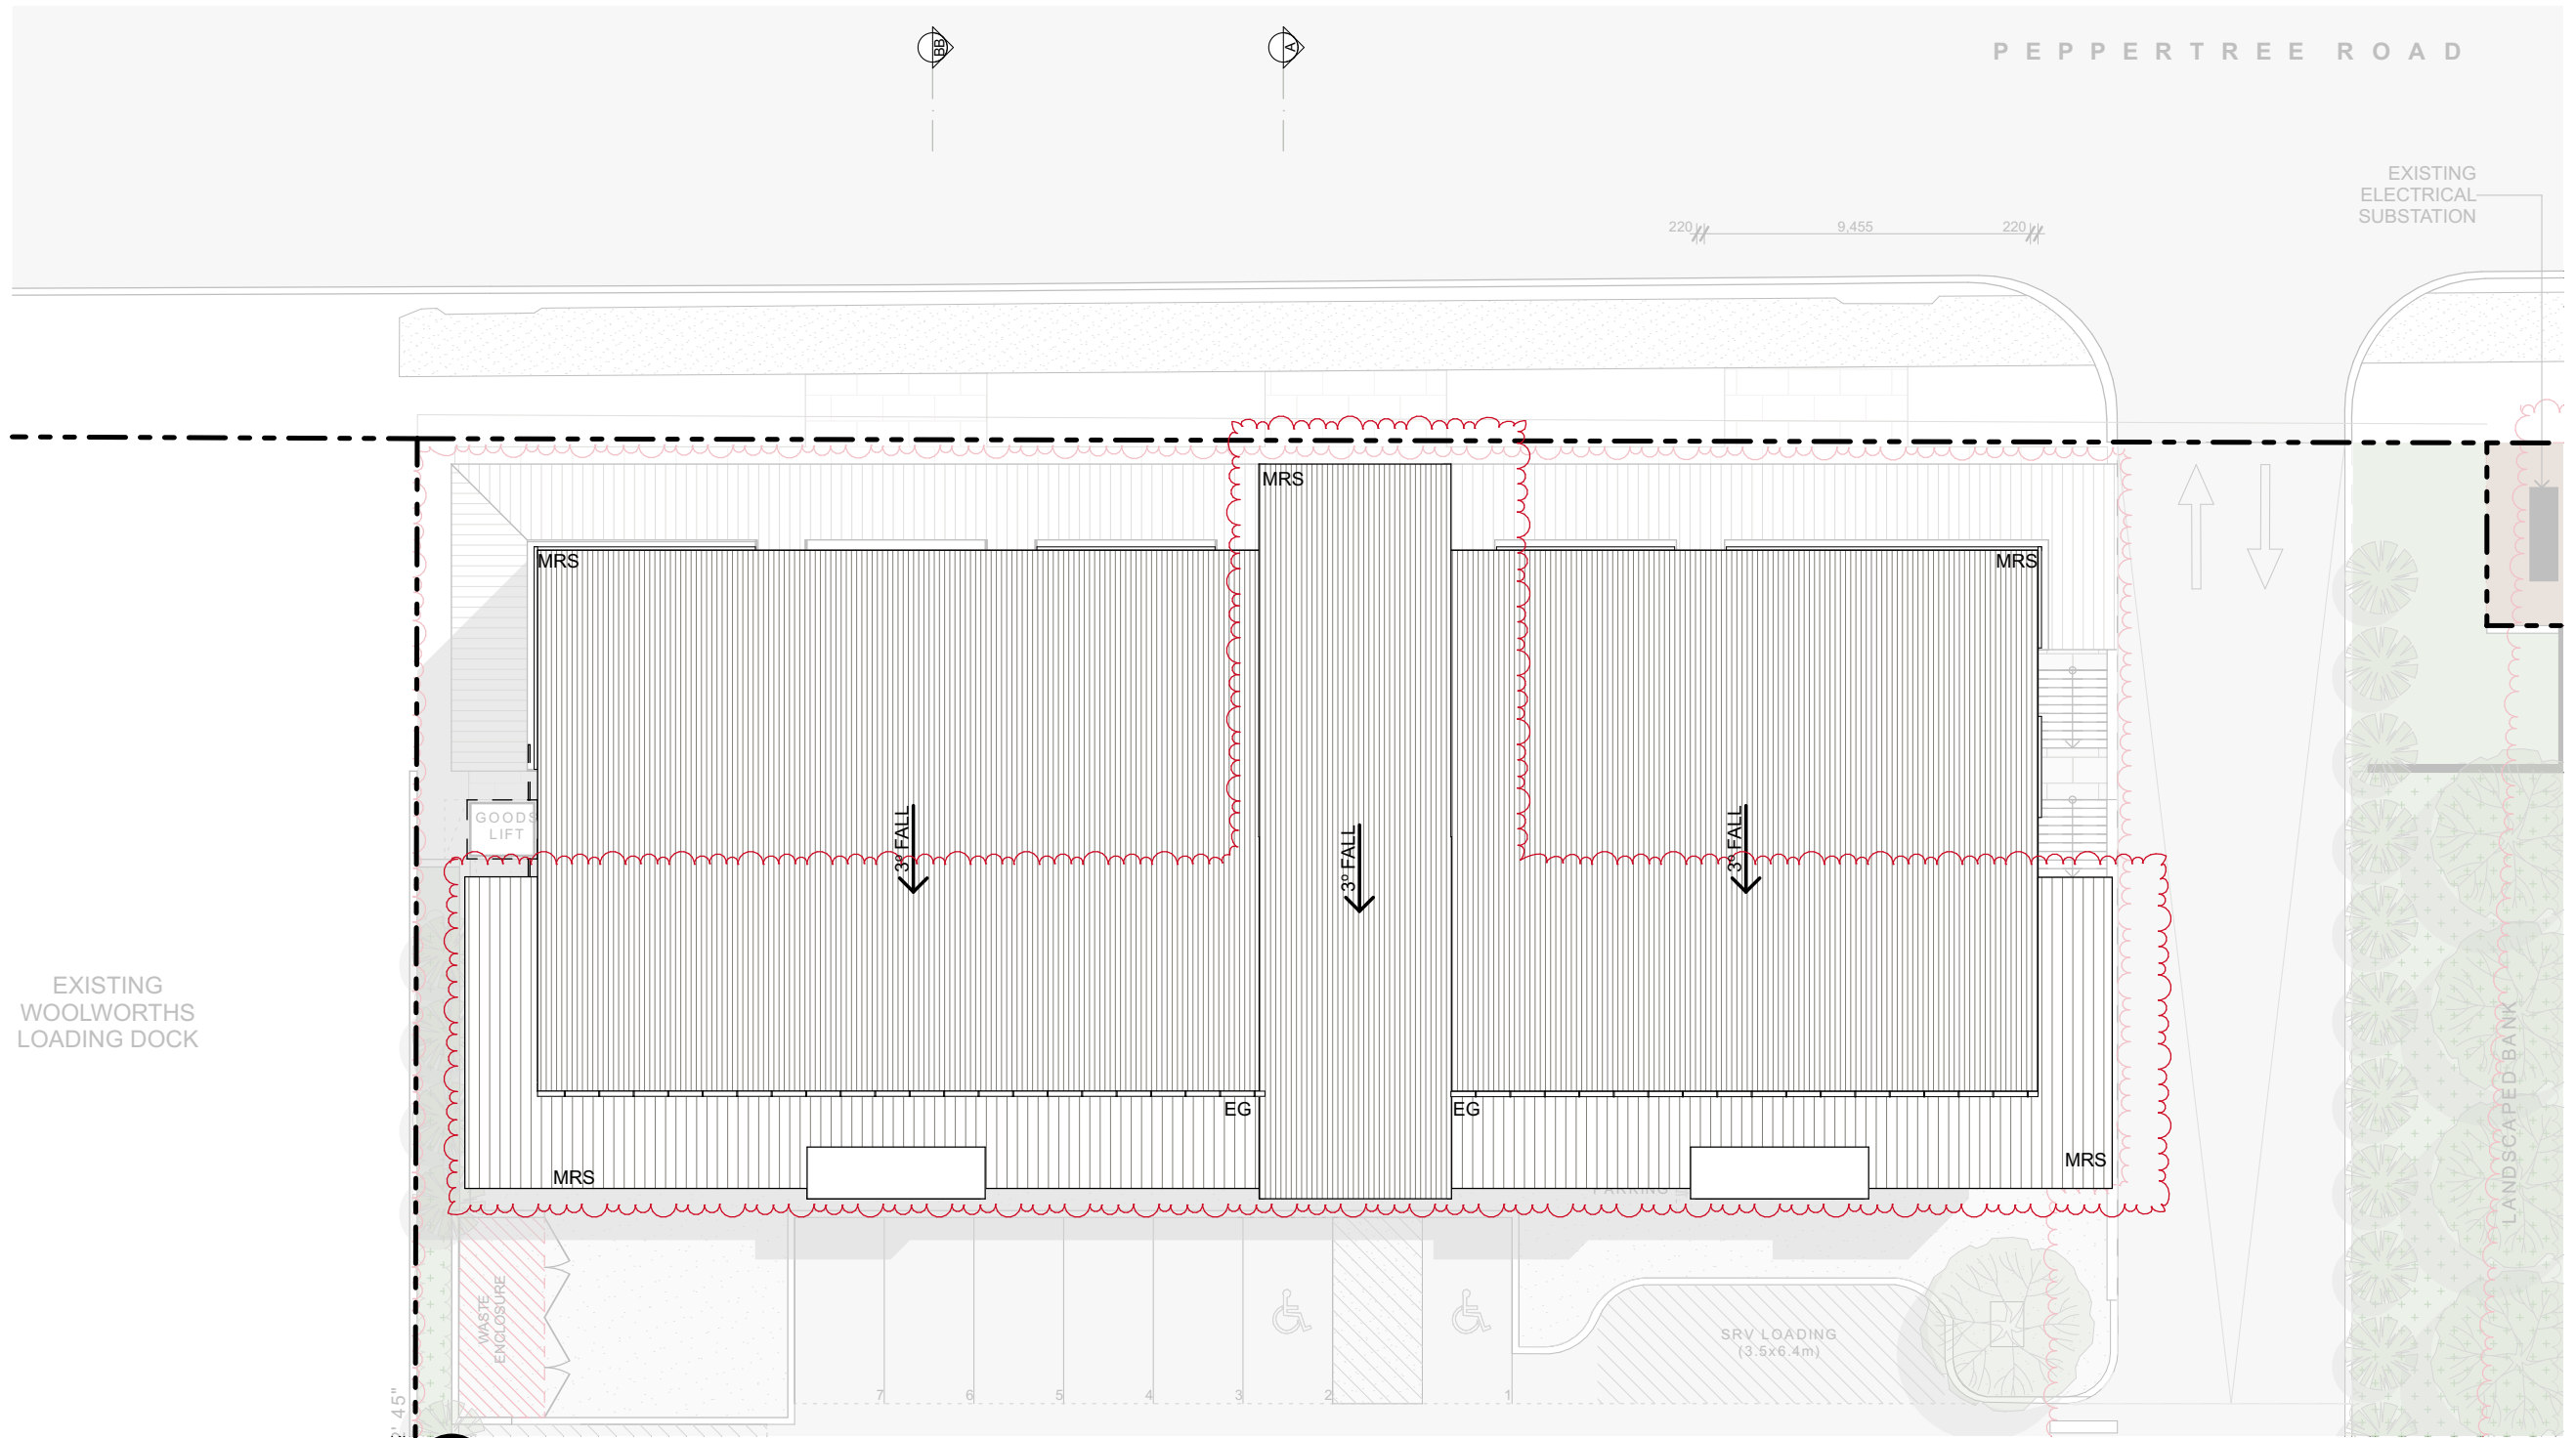 BB
A
PEPPERTREE ROAD
EXISTING
ELECTRICAL
SUBSTATION
220
9,455
220
MRS
MRS
MRS
GOODS
LIFT
3° FALL
3° FALL
3° FALL
EXISTING
WOOLWORTHS
LOADING DOCK
LANDSCAPED BANK
EG
EG
MRS
MRS
PARKING
WASTE
ENCLOSURE
SRV LOADING
(3.5x6.4m)
7
6
5
4
3
2
1
45"